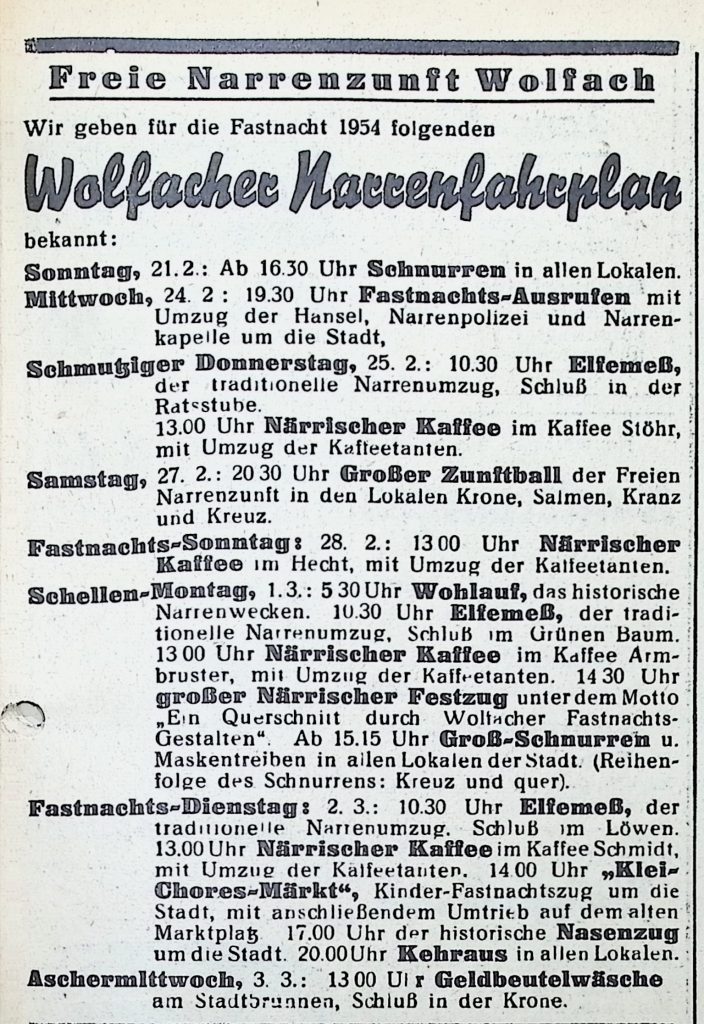 Freie Narrenzunft Wolfach
Wir geben für die Fastnacht 1954 folgenden
Wolfacher Narrenfahrplan
bekannt:
Sonntag, 21.2.: Ab 16.30 Uhr Schnurren in allen Lokalen.
Mittwoch, 24. 2 : 19.30 Uhr Fastnachts-Ausrufen mit
Umzug der Hansel, Narrenpolizei und Narren-
kapelle um die Stadt,
Schmutziger Donnerstag, 25. 2.: 10.30 Uhr Elfemeß,
der traditionelle Narrenumzug, Schluß in der
Ratsstube.
13.00 Uhr Närrischer Kaffee im Kaffee Stöhr,
mit Umzug der Kaffeetanten.
Samstag, 27. 2.: 20 30 Uhr Großer Zunftball der Freien
Narrenzunft in den Lokalen Krone, Salmen, Kranz
und Kreuz.
Fastnachts-Sonntag: 28. 2.: 13 00 Uhr Närrischer
Kaffee im Hecht, mit Umzug der Kaffeetanten.
Schellen-Montag, 1.3.: 5 30 Uhr Wohlauf, das historische
Narrenwecken. 10.30 Uhr Elfemeß, der tradi-
tionelle Narrenumzug, Schluß im Grünen Baum.
13 00 Uhr Närrischer Kaffee im Kaffee Arm-
bruster, mit Umzug der Kaffeetanten. 14 30 Uhr
großer Närrischer Festzug unter dem Motto
„Ein Querschnitt durch Wolfacher Fastnachts-
Gestalten“. Ab 15.15 Uhr Groß-Schnurren u.
Maskentreiben in allen Lokalen der Stadt. (Reihen-
folge des Schnurrens: Kreuz und quer).
Fastnachts-Dienstag: 2. 3.: 10.30 Uhr Elfemeß, der
traditionelle Narrenumzug. Schluß im Löwen.
13.00 Uhr Närrischer Kaffee im Kaffee Schmidt,
mit Umzug der Kaffeetanten. 14.00 Uhr „Klei-
Chores-Märkt“, Kinder-Fastnachtszug um die
Stadt, mit anschließendem Umtrieb auf dem alten
Marktplatz. 17.00 Uhr der historische Nasenzug
um die Stadt. 20.00 Uhr Kehraus in allen Lokalen.
Aschermittwoch, 3. 3.: 13 00 Uhr Geldbeutelwäsche
am Stadtbrunnen, Schluß in der Krone.